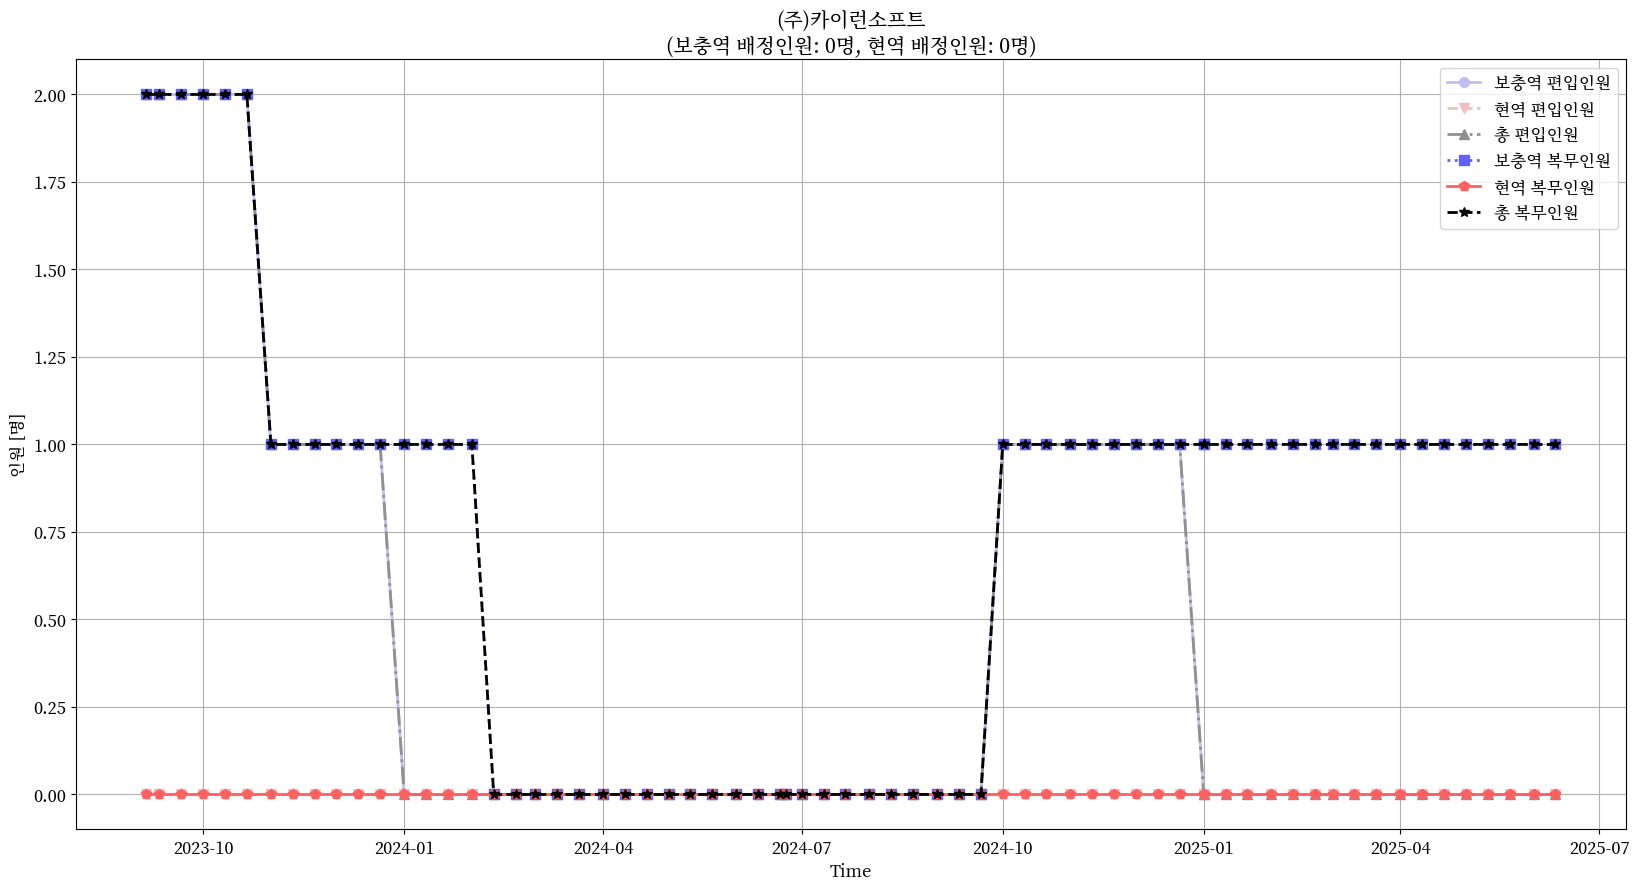 (주)카이런소프트
(보충역 배정인원: 0명, 현역 배정인원: 0명)
보충역 편입인원
현역 편입인원
총 편입인원
보충역 복무인원
현역 복무인원
총 복무인원
인원 [명]
2.00
1.75
1.50
1.25
1.00
0.75
0.50
0.25
0.00
2023-10 2024-01 2024-04 2024-07 2024-10 2025-01 2025-04 2025-07
Time